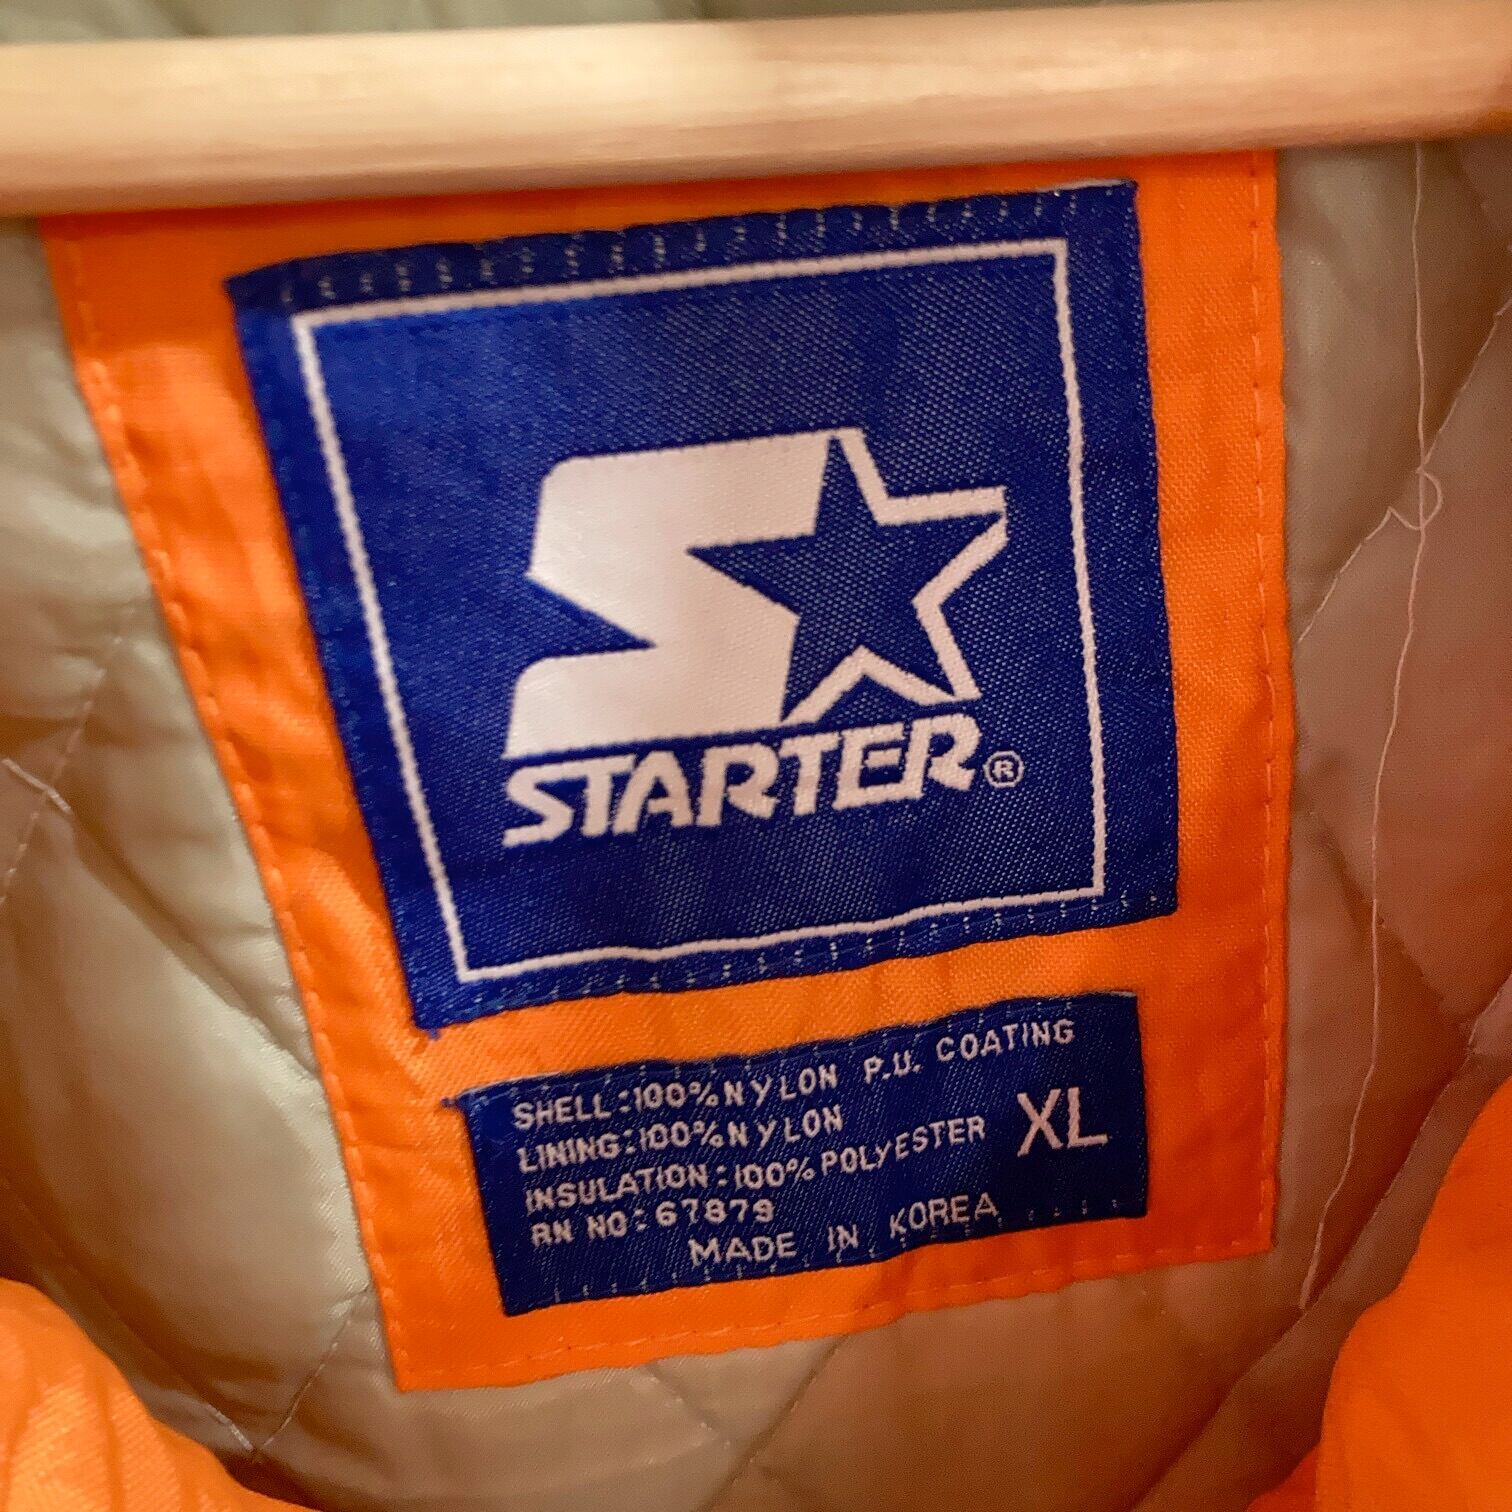 STARTER®
SHELL:100%NYLON P.U. COATING
LINING:100%NYLON
INSULATION:100%POLYESTER XL
RN NO:67879
MADE IN KOREA